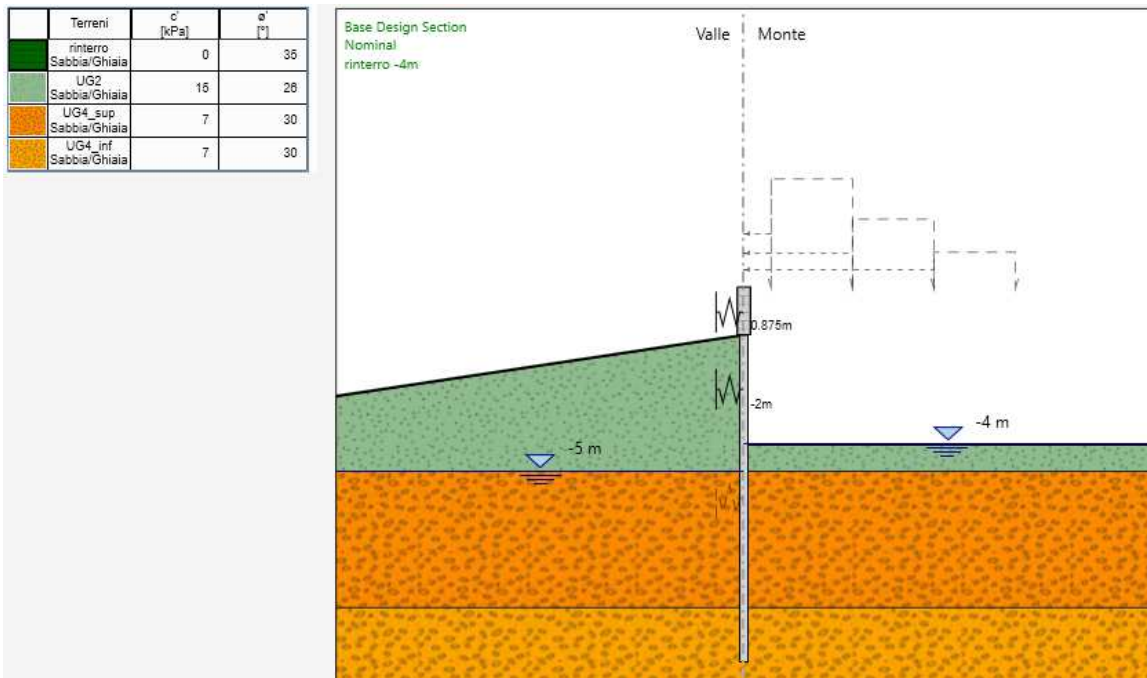 Terreni c' ø'
[kPa] [°]
rinterro
Sabbia/Ghiaia 0 35
UG2
Sabbia/Ghiaia 15 26
UG4_sup
Sabbia/Ghiaia 7 30
UG4_inf
Sabbia/Ghiaia 7 30
Base Design Section
Nominal
rinterro -4m
Valle Monte
0.875m
-2m
-4 m
-5 m